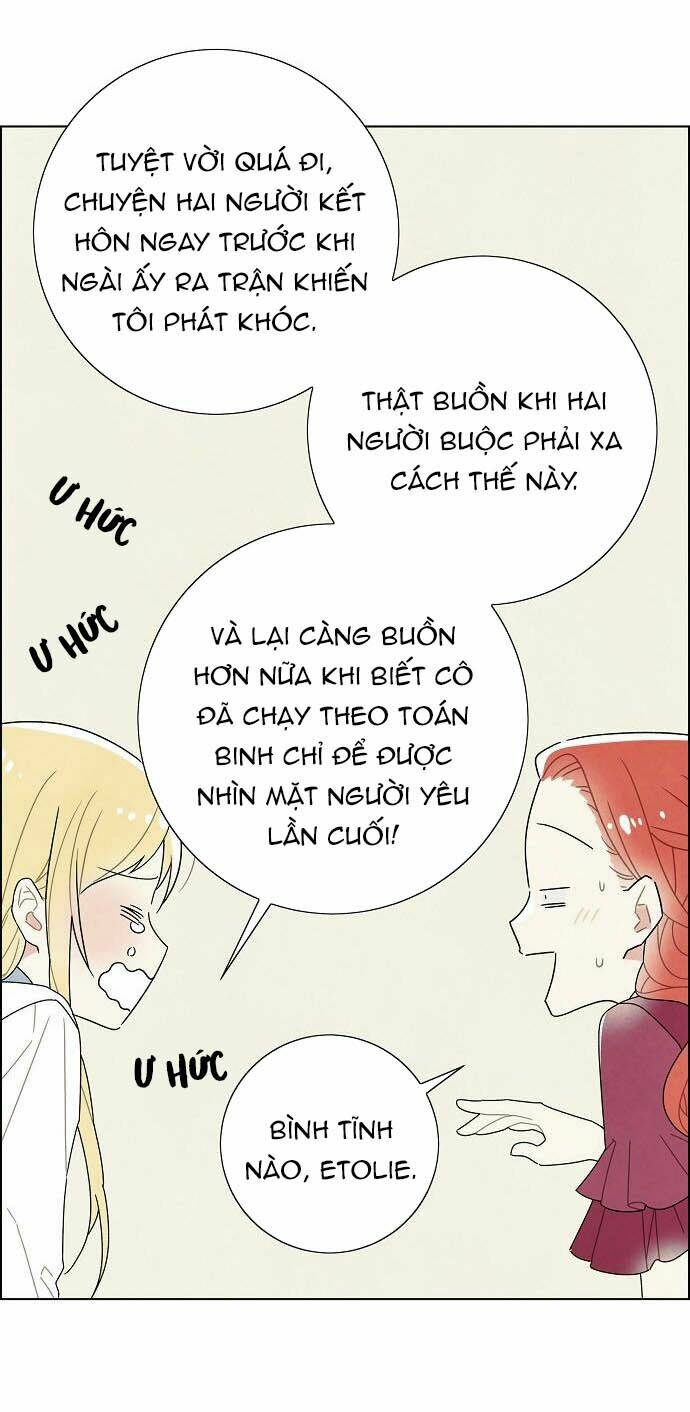 TUYỆT VỜI QUÁ ĐI,
CHUYỆN HAI NGƯỜI KẾT
HÔN NGAY TRƯỚC KHI
NGÀI ẤY RA TRẬN KHIẾN
TÔI PHÁT KHÓC.
THẬT BUỒN KHI HAI
NGƯỜI BUỘC PHẢI XA
CÁCH THẾ NÀY.
Ư HỨC
Ư HỨC
VÀ LẠI CÀNG BUỒN
HƠN NỮA KHI BIẾT CÔ
ĐÃ CHẠY THEO TOÁN
BINH CHỈ ĐỂ ĐƯỢC
NHÌN MẶT NGƯỜI YÊU
LẦN CUỐI!
Ư HỨC
BÌNH TĨNH
NÀO, ETOLIE.